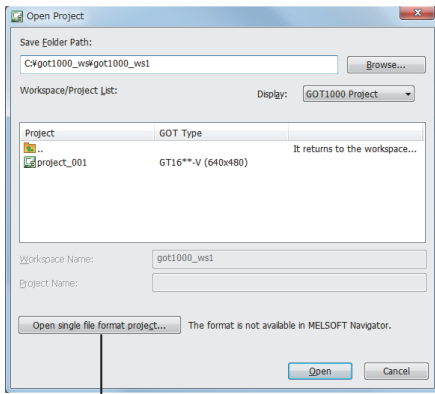 Open Project
Save Folder Path:
C:¥got1000_ws¥got1000_ws1
Browse...
Workspace/Project List:
Display:
GOT1000 Project
Project GOT Type
.. It returns to the workspace...
project_001 GT16**-V (640x480)
Workspace Name:
got1000_ws1
Project Name:
Open single file format project...
The format is not available in MELSOFT Navigator.
Open
Cancel